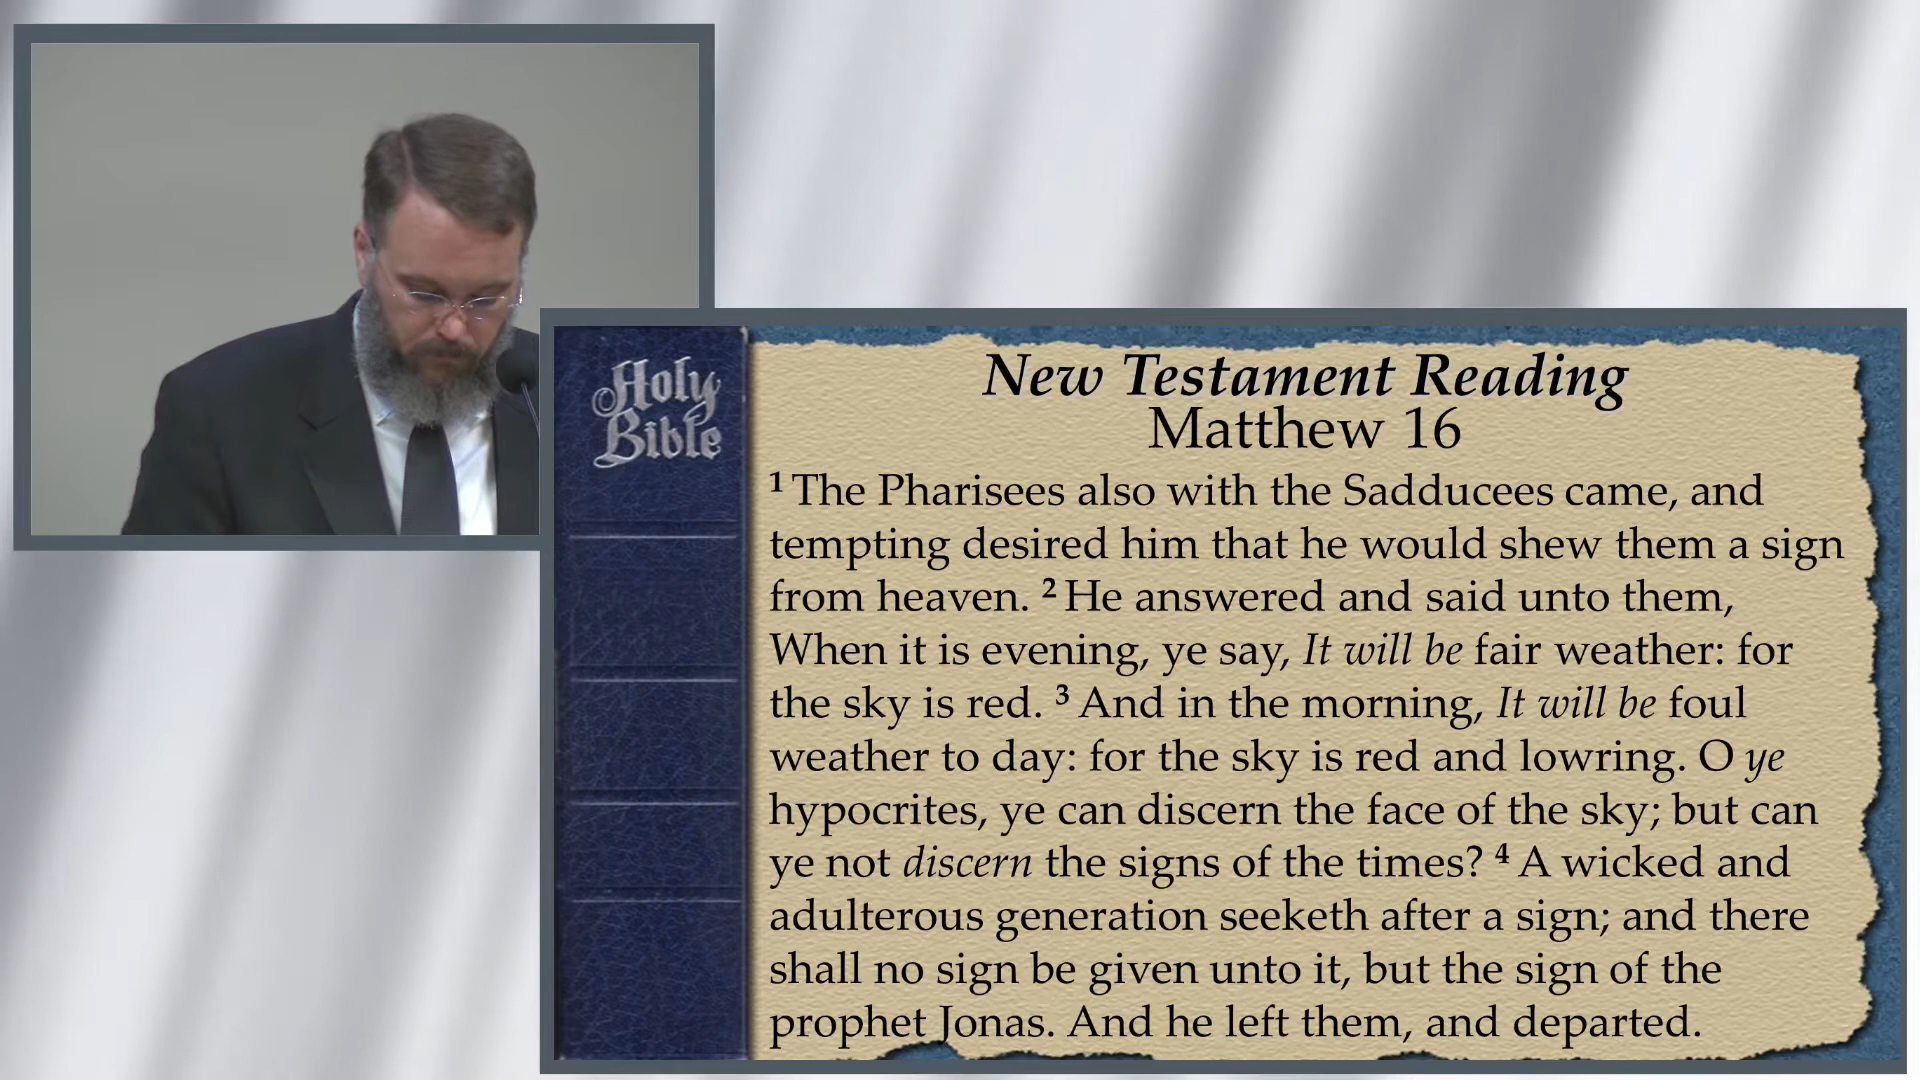 Holy
Bible
New Testament Reading
Matthew 16
1 The Pharisees also with the Sadducees came, and
tempting desired him that he would shew them a sign
from heaven. 2 He answered and said unto them,
When it is evening, ye say, It will be fair weather: for
the sky is red. 3 And in the morning, It will be foul
weather to day: for the sky is red and lowring. O ye
hypocrites, ye can discern the face of the sky; but can
ye not discern the signs of the times? 4 A wicked and
adulterous generation seeketh after a sign; and there
shall no sign be given unto it, but the sign of the
prophet Jonas. And he left them, and departed.